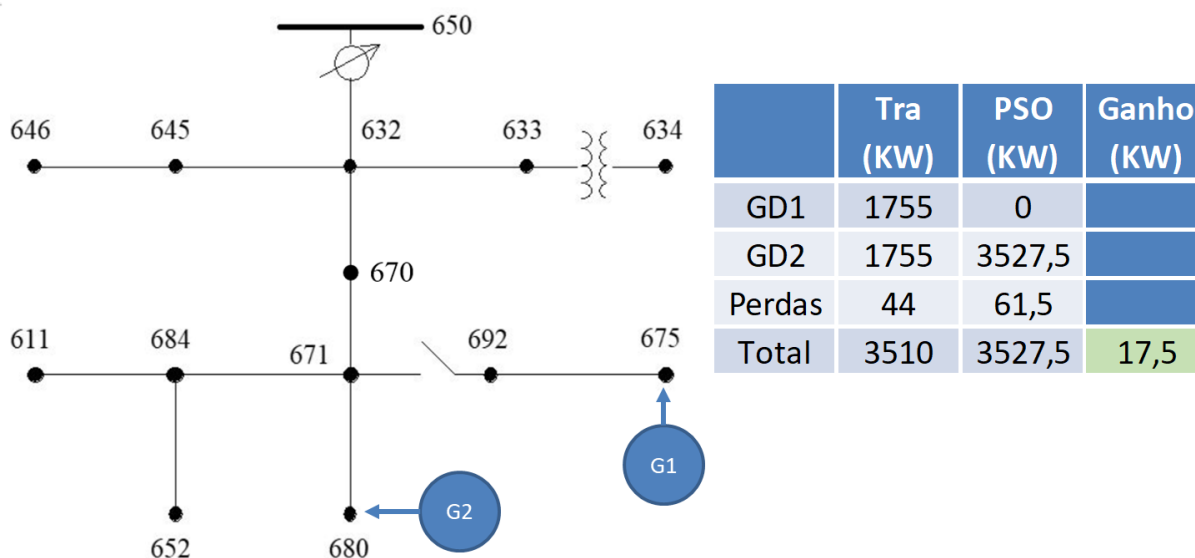 650
646 645 632 633 634
670
611 684 671 692 675
G1
G2
652 680
Tra (KW) PSO (KW) Ganho (KW)
GD1 1755 0
GD2 1755 3527,5
Perdas 44 61,5
Total 3510 3527,5 17,5